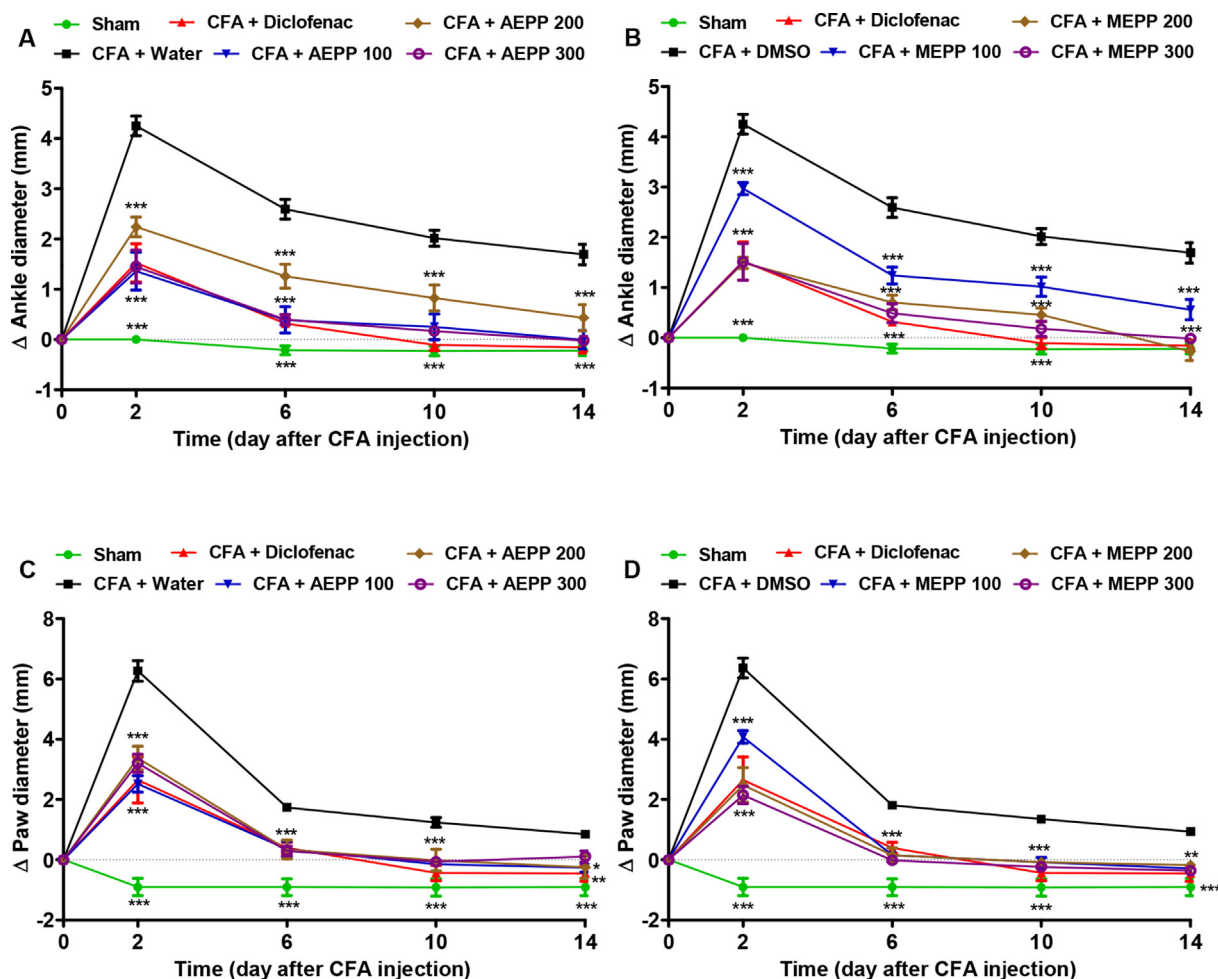 A
Sham
CFA + Diclofenac
CFA + AEPP 200
CFA + Water
CFA + AEPP 100
CFA + AEPP 300
Δ Ankle diameter (mm)
5
4
3
2
1
0
-1
***
***
***
***
***
***
***
***
***
***
0
2
6
10
14
Time (day after CFA injection)
B
Sham
CFA + Diclofenac
CFA + MEPP 200
CFA + DMSO
CFA + MEPP 100
CFA + MEPP 300
Δ Ankle diameter (mm)
5
4
3
2
1
0
-1
***
***
***
***
***
***
***
***
***
***
***
0
2
6
10
14
Time (day after CFA injection)
C
Sham
CFA + Diclofenac
CFA + AEPP 200
CFA + Water
CFA + AEPP 100
CFA + AEPP 300
Δ Paw diameter (mm)
8
6
4
2
0
-2
***
***
***
***
*
**
***
***
***
***
0
2
6
10
14
Time (day after CFA injection)
D
Sham
CFA + Diclofenac
CFA + MEPP 200
CFA + DMSO
CFA + MEPP 100
CFA + MEPP 300
Δ Paw diameter (mm)
8
6
4
2
0
-2
***
***
***
***
**
***
***
***
***
0
2
6
10
14
Time (day after CFA injection)